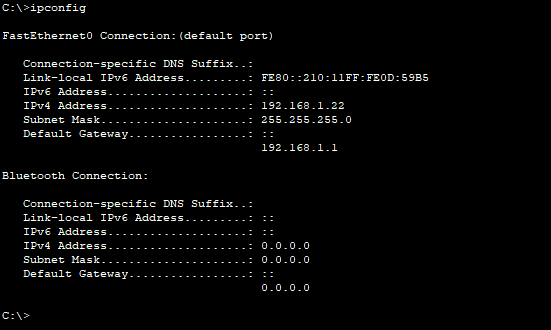 C:\>ipconfig
FastEthernet0 Connection:(default port)
Connection-specific DNS Suffix..:
Link-local IPv6 Address.........: FE80::210:11FF:FE0D:59B5
IPv6 Address....................: ::
IPv4 Address....................: 192.168.1.22
Subnet Mask.....................: 255.255.255.0
Default Gateway.................: ::
192.168.1.1
Bluetooth Connection:
Connection-specific DNS Suffix..:
Link-local IPv6 Address.........: ::
IPv6 Address....................: ::
IPv4 Address....................: 0.0.0.0
Subnet Mask.....................: 0.0.0.0
Default Gateway.................: ::
0.0.0.0
C:\>